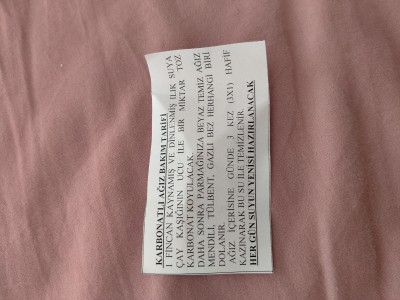 KARBONATLI AĞIZ BAKIM TARİFİ
1 FİNCAN KAYNAMIŞ VE DİNLENMİŞ ILIK SUYA
ÇAY KAŞIĞININ UCU İLE BİR MİKTAR TOZ
KARBONAT KOYULACAK.
DAHA SONRA PARMAĞINIZA BEYAZ TEMİZ AĞIZ
MENDİLİ, TÜLBENT, GAZLI BEZ HERHANGİ BİRİ
DOLANIR.
AĞIZ İÇERİSİNE GÜNDE 3 KEZ (3X1) HAFİF
KAZINARAK BU SU İLE TEMİZLENİR.
HER GÜN SUYUN YENİSİ HAZIRLANACAK